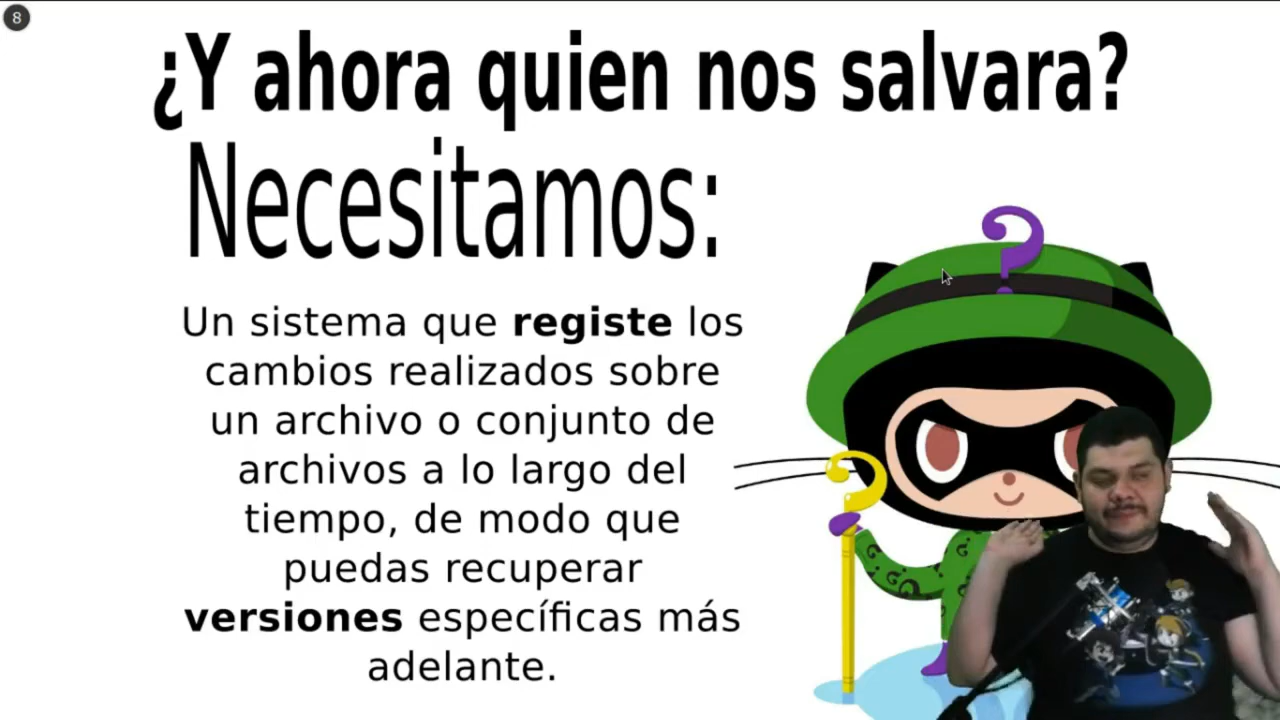 8
¿Y ahora quien nos salvara?
Necesitamos:
Un sistema que registe los
cambios realizados sobre
un archivo o conjunto de
archivos a lo largo del
tiempo, de modo que
puedas recuperar
versiones específicas más
adelante.